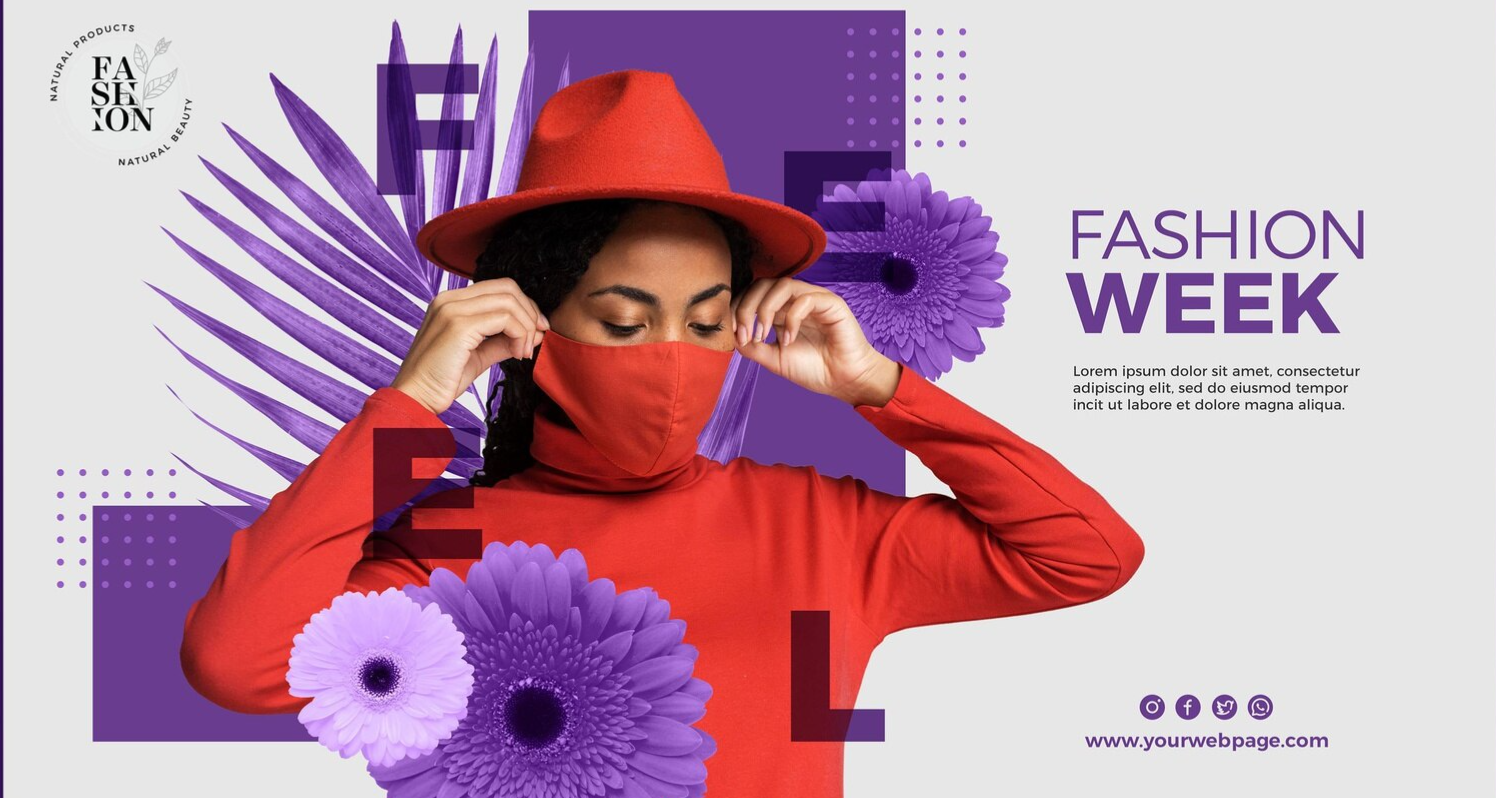 NATURAL PRODUCTS
FA
SH
ION
NATURAL BEAUTY
F
E
E
L
FASHION
WEEK
Lorem ipsum dolor sit amet, consectetur
adipiscing elit, sed do eiusmod tempor
incit ut labore et dolore magna aliqua.
www.yourwebpage.com